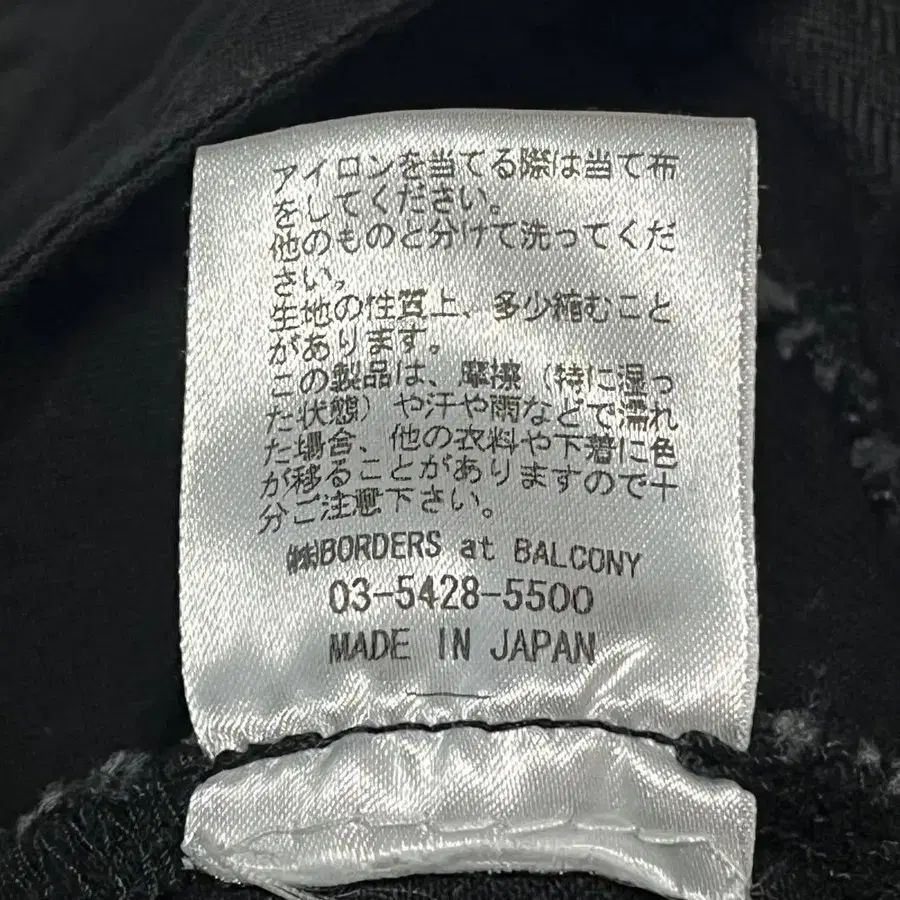 アイロンを当てる際は当て布
をしてください。
他のものと分けて洗ってくだ
さい。
生地の性質上、多少縮むこと
があります。
この製品は、摩擦（特に湿っ
た状態）や汗や雨などで濡れ
た場合、他の衣料や下着に色
が移ることがありますので十
分ご注意下さい。
㈱BORDERS at BALCONY
03-5428-5500
MADE IN JAPAN